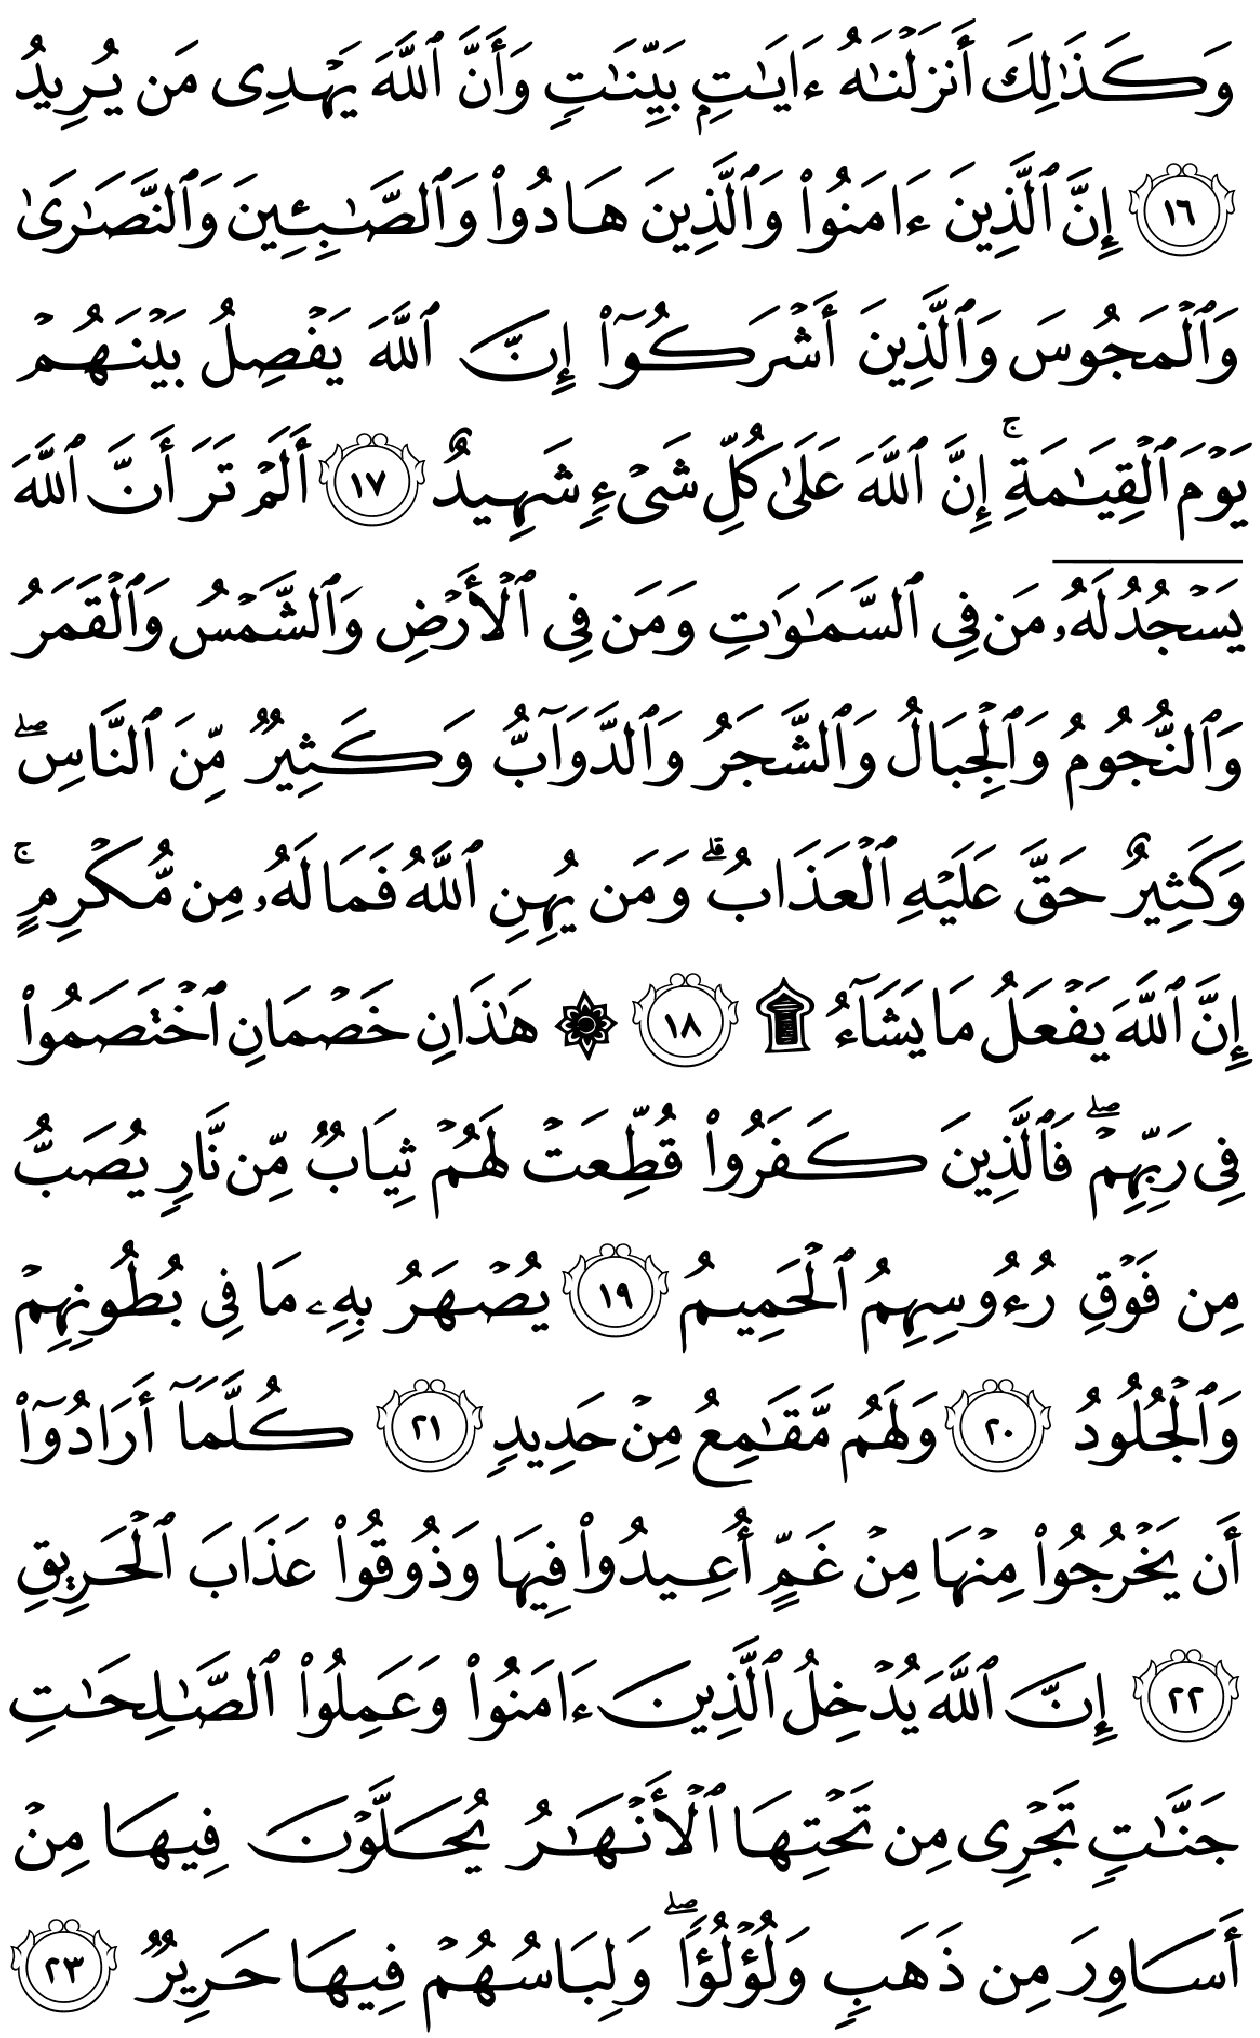 وَكَذَٰلِكَ أَنزَلْنَٰهُ ءَايَٰتٍۭ بَيِّنَٰتٍ وَأَنَّ ٱللَّهَ يَهْدِى مَن يُرِيدُ
١٦ إِنَّ ٱلَّذِينَ ءَامَنُوا۟ وَٱلَّذِينَ هَادُوا۟ وَٱلصَّٰبِـِٔينَ وَٱلنَّصَٰرَىٰ
وَٱلْمَجُوسَ وَٱلَّذِينَ أَشْرَكُوٓا۟ إِنَّ ٱللَّهَ يَفْصِلُ بَيْنَهُمْ
يَوْمَ ٱلْقِيَٰمَةِ ۚ إِنَّ ٱللَّهَ عَلَىٰ كُلِّ شَىْءٍ شَهِيدٌ ١٧ أَلَمْ تَرَ أَنَّ ٱللَّهَ
يَسْجُدُ لَهُۥ مَن فِى ٱلسَّمَٰوَٰتِ وَمَن فِى ٱلْأَرْضِ وَٱلشَّمْسُ وَٱلْقَمَرُ
وَٱلنُّجُومُ وَٱلْجِبَالُ وَٱلشَّجَرُ وَٱلدَّوَآبُّ وَكَثِيرٌ مِّنَ ٱلنَّاسِ ۖ
وَكَثِيرٌ حَقَّ عَلَيْهِ ٱلْعَذَابُ ۗ وَمَن يُهِنِ ٱللَّهُ فَمَا لَهُۥ مِن مُّكْرِمٍ ۚ
إِنَّ ٱللَّهَ يَفْعَلُ مَا يَشَآءُ ۩ ١٨ ۞ هَٰذَانِ خَصْمَانِ ٱخْتَصَمُوا۟
فِى رَبِّهِمْ ۖ فَٱلَّذِينَ كَفَرُوا۟ قُطِّعَتْ لَهُمْ ثِيَابٌ مِّن نَّارٍ يُصَبُّ
مِن فَوْقِ رُءُوسِهِمُ ٱلْحَمِيمُ ١٩ يُصْهَرُ بِهِۦ مَا فِى بُطُونِهِمْ
وَٱلْجُلُودُ ٢٠ وَلَهُم مَّقَٰمِعُ مِنْ حَدِيدٍ ٢١ كُلَّمَآ أَرَادُوٓا۟
أَن يَخْرُجُوا۟ مِنْهَا مِنْ غَمٍّ أُعِيدُوا۟ فِيهَا وَذُوقُوا۟ عَذَابَ ٱلْحَرِيقِ
٢٢ إِنَّ ٱللَّهَ يُدْخِلُ ٱلَّذِينَ ءَامَنُوا۟ وَعَمِلُوا۟ ٱلصَّٰلِحَٰتِ
جَنَّٰتٍ تَجْرِى مِن تَحْتِهَا ٱلْأَنْهَٰرُ يُحَلَّوْنَ فِيهَا مِنْ
أَسَاوِرَ مِن ذَهَبٍ وَلُؤْلُؤًا ۖ وَلِبَاسُهُمْ فِيهَا حَرِيرٌ ٢٣